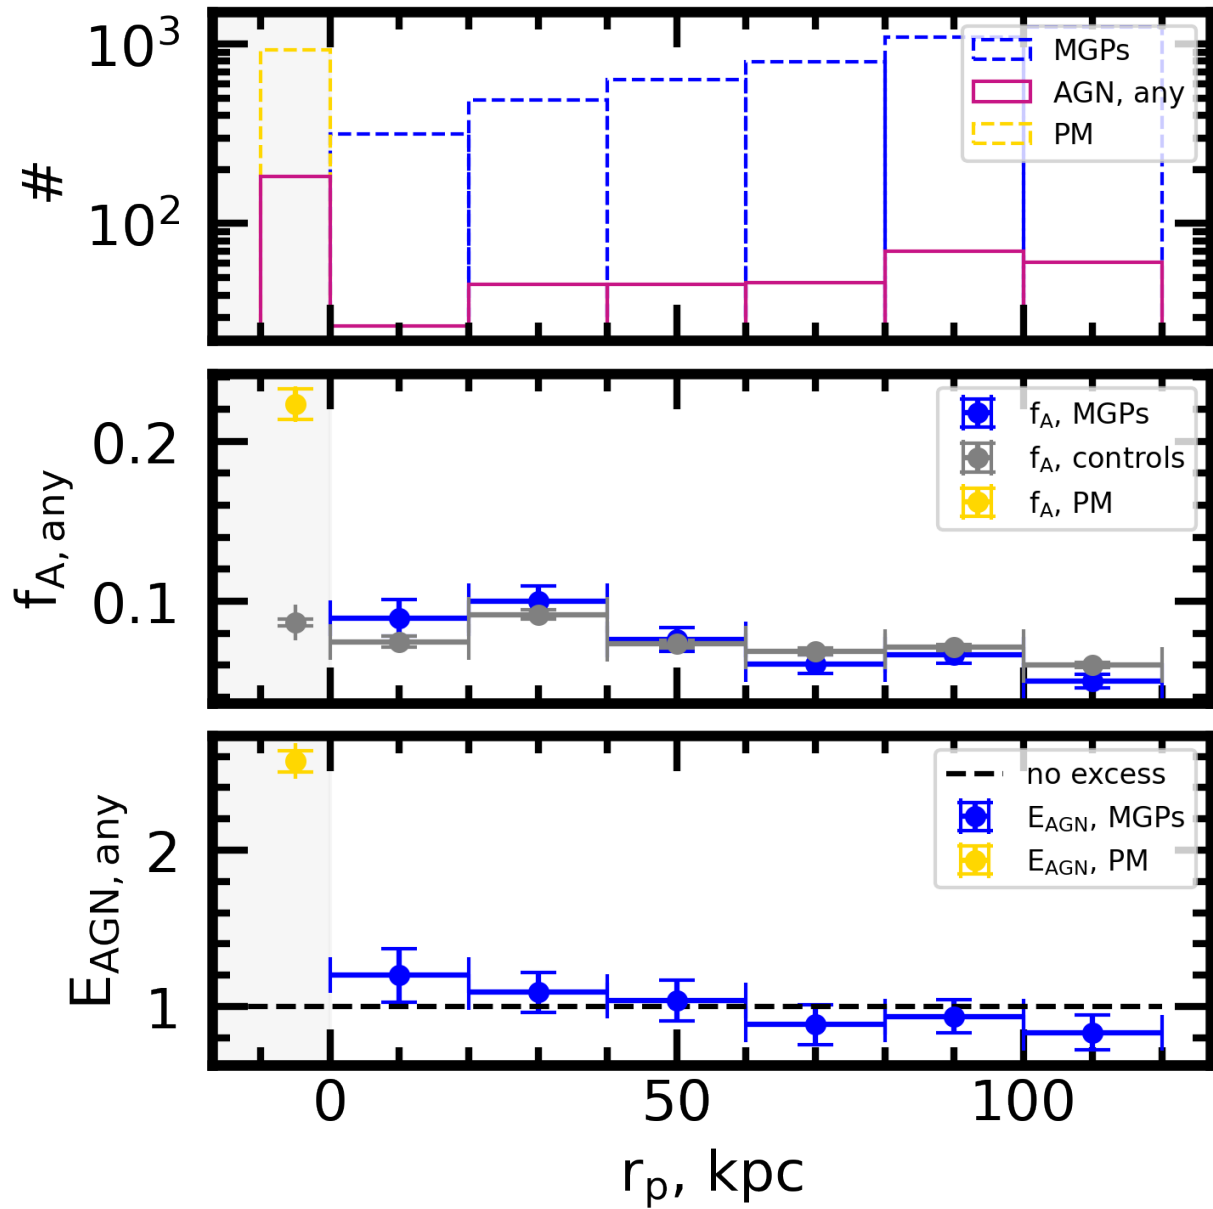 10³
10²
#
MGPs
AGN, any
PM
0.2
0.1
f_A, any
f_A, MGPs
f_A, controls
f_A, PM
2
1
E_AGN, any
no excess
E_AGN, MGPs
E_AGN, PM
0 50 100
r_p, kpc